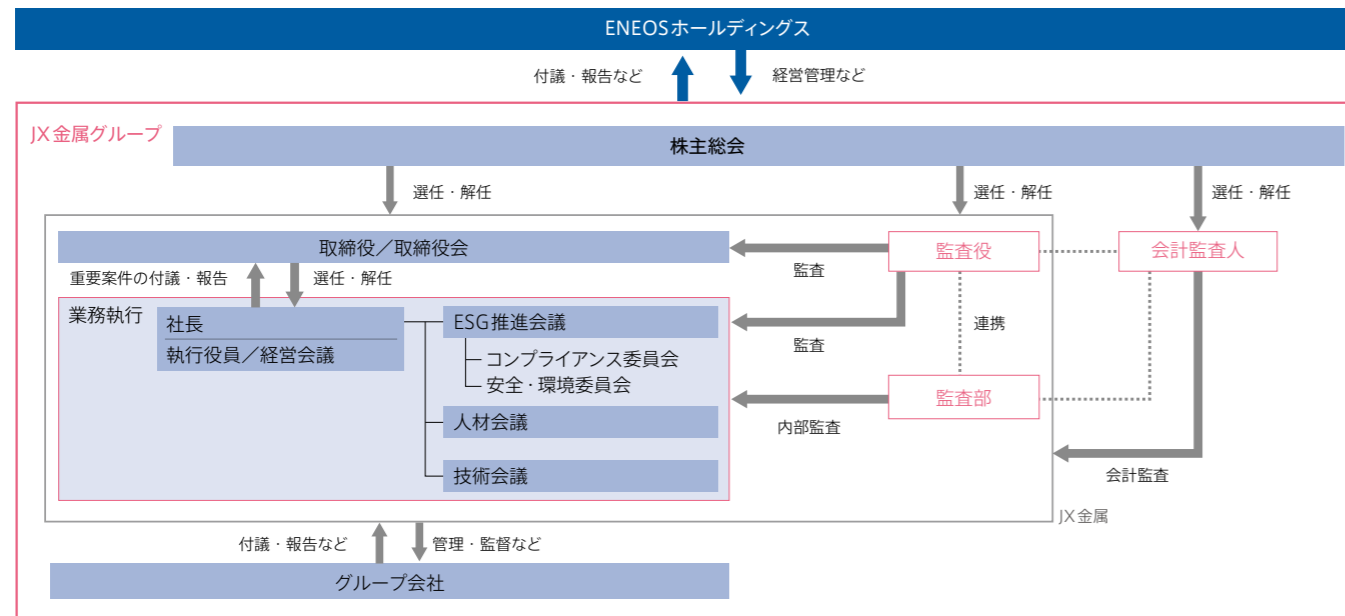 ENEOSホールディングス
付議・報告など
経営管理など
JX金属グループ
株主総会
選任・解任
選任・解任
選任・解任
取締役／取締役会
監査役
会計監査人
監査
重要案件の付議・報告
選任・解任
業務執行
社長
執行役員／経営会議
ESG推進会議
コンプライアンス委員会
安全・環境委員会
人材会議
技術会議
監査
連携
監査部
内部監査
会計監査
JX金属
付議・報告など
管理・監督など
グループ会社